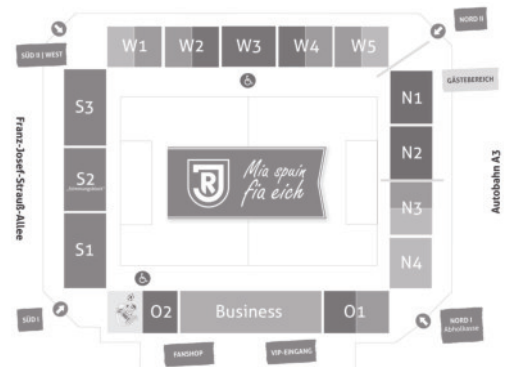 NORD II
SÜD II | WEST
W1
W2
W3
W4
W5
GÄSTEBEREICH
S3
N1
R
Mia spuin
fia eich
N2
S2
Franz-Josef-Strauß-Allee
Autobahn A3
N3
S1
N4
O2
Business
O1
SÜD I
NORD I
Abholkasse
FANSHOP
VIP-EINGANG